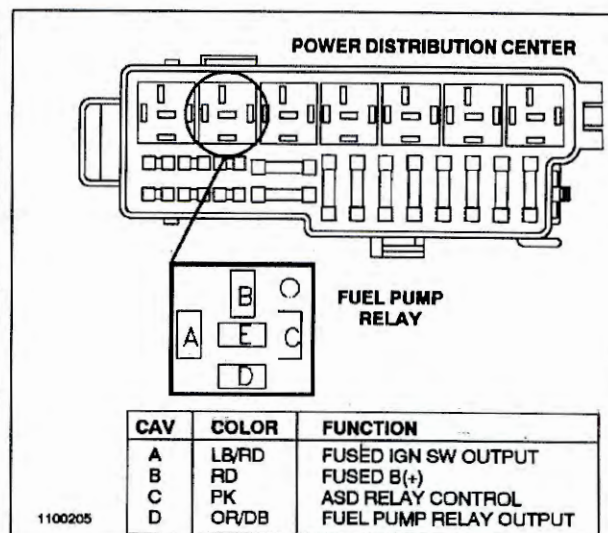 POWER DISTRIBUTION CENTER
B
A
E
C
D
FUEL PUMP
RELAY
CAV COLOR FUNCTION
A LB/RD FUSED IGN SW OUTPUT
B RD FUSED B(+)
C PK ASD RELAY CONTROL
D OR/DB FUEL PUMP RELAY OUTPUT
1100205